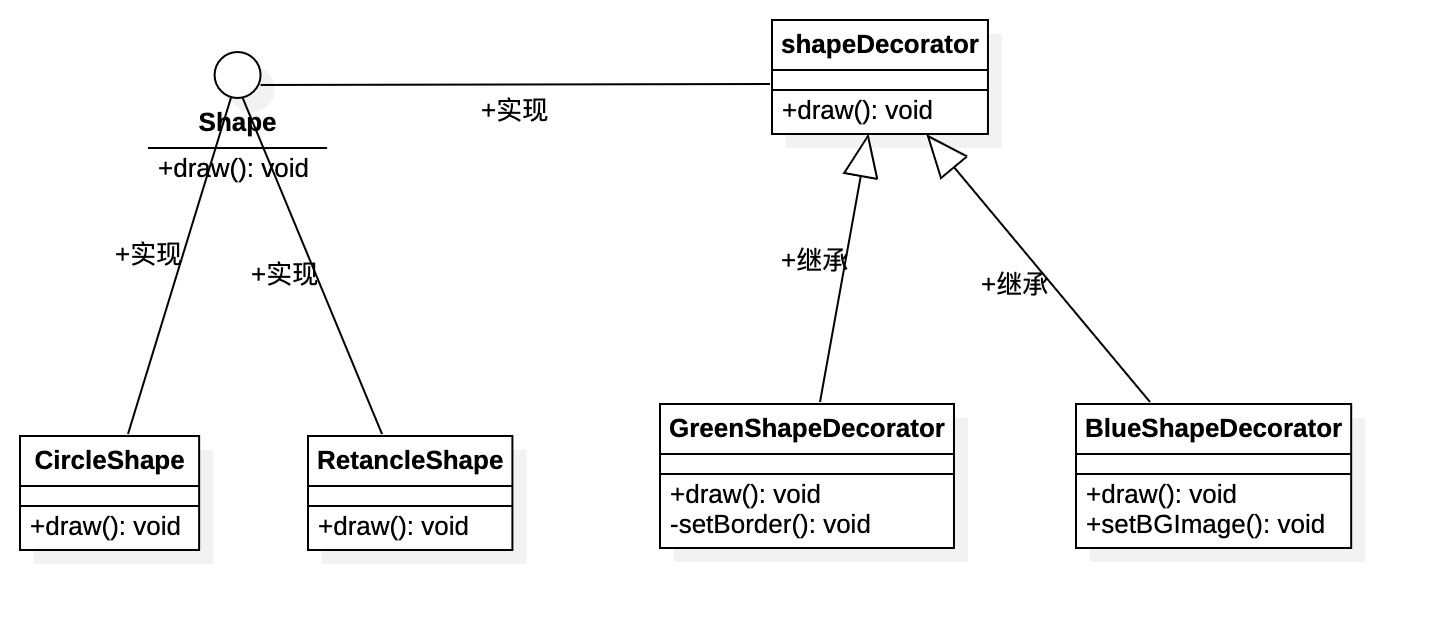 shapeDecorator
+draw(): void
Shape
+draw(): void
+实现
+实现
+实现
+继承
+继承
CircleShape
+draw(): void
RetancleShape
+draw(): void
GreenShapeDecorator
+draw(): void
-setBorder(): void
BlueShapeDecorator
+draw(): void
+setBGImage(): void